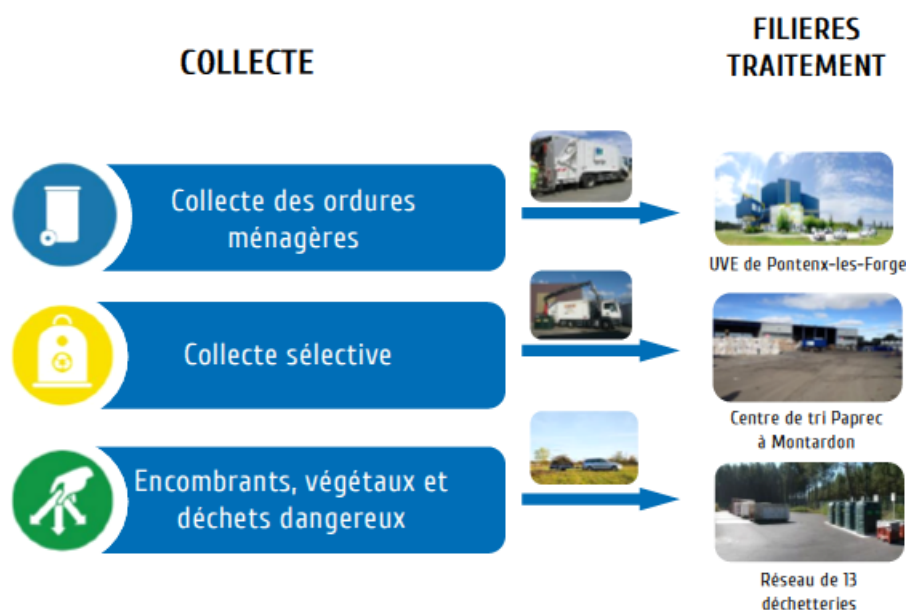 COLLECTE
FILIERES
TRAITEMENT
Collecte des ordures
ménagères
UVE de Pontenx-les-Forge
Collecte sélective
Centre de tri Paprec
à Montardon
Encombrants, végétaux et
déchets dangereux
Réseau de 13
déchetteries